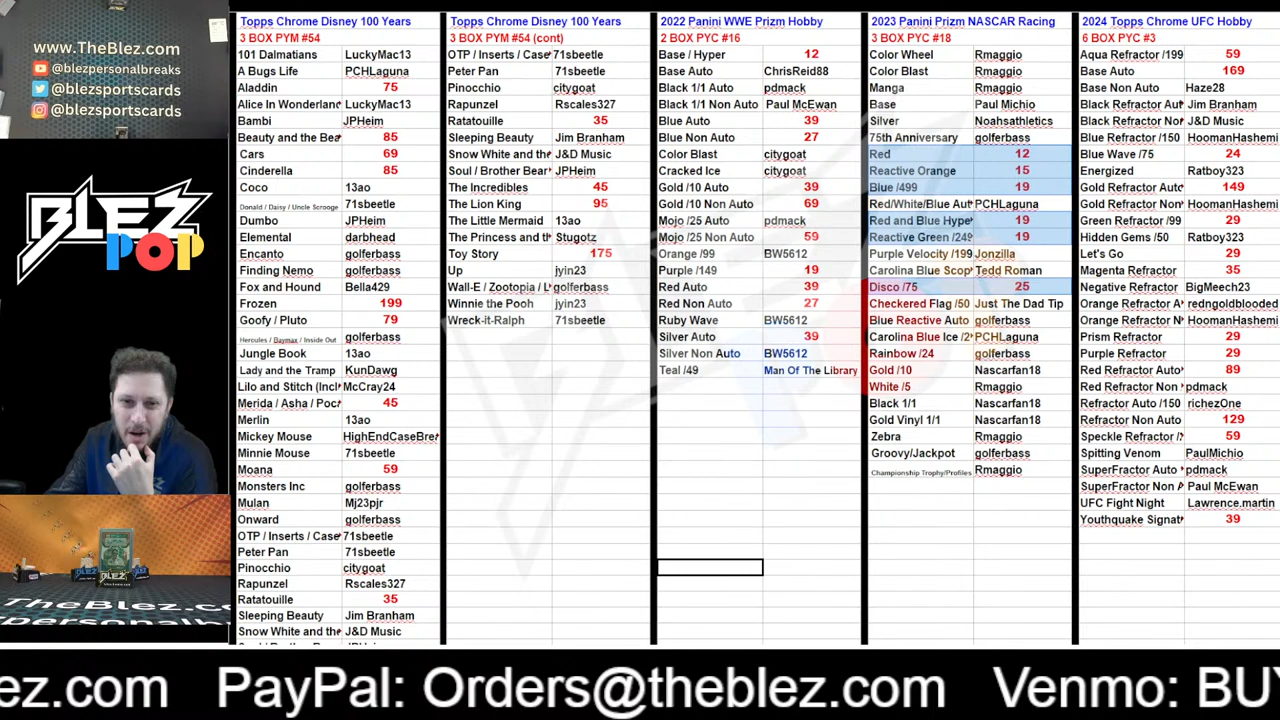 www.TheBlez.com
@blezpersonalbreaks
@blezsportscards
BLEZ
POP
Topps Chrome Disney 100 Years
3 BOX PYM #54
101 Dalmatians LuckyMac13
A Bugs Life PCHLaguna
Aladdin 75
Alice In Wonderlan LuckyMac13
Bambi JPHeim
Beauty and the Bea 85
Cars 69
Cinderella 85
Coco 13ao
Donald / Daisy / Uncle Scrooge 71sbeetle
Dumbo JPHeim
Elemental darbhead
Encanto golferbass
Finding Nemo golferbass
Fox and Hound Bella429
Frozen 199
Goofy / Pluto 79
Hercules / Baymax / Inside Out golferbass
Jungle Book 13ao
Lady and the Tramp KunDawg
Lilo and Stitch (Incl McCray24
Merida / Asha / Poc 45
Merlin 13ao
Mickey Mouse HighEndCaseBre
Minnie Mouse 71sbeetle
Moana 59
Monsters Inc golferbass
Mulan Mj23pjr
Onward golferbass
OTP / Inserts / Case 71sbeetle
Peter Pan 71sbeetle
Pinocchio citygoat
Rapunzel Rscales327
Ratatouille 35
Sleeping Beauty Jim Branham
Snow White and the J&D Music
Topps Chrome Disney 100 Years
3 BOX PYM #54 (cont)
OTP / Inserts / Case 71sbeetle
Peter Pan 71sbeetle
Pinocchio citygoat
Rapunzel Rscales327
Ratatouille 35
Sleeping Beauty Jim Branham
Snow White and th J&D Music
Soul / Brother Bear JPHeim
The Incredibles 45
The Lion King 95
The Little Mermaid 13ao
The Princess and t Stugotz
Toy Story 175
Up jyin23
Wall-E / Zootopia / L golferbass
Winnie the Pooh jyin23
Wreck-it-Ralph 71sbeetle
2022 Panini WWE Prizm Hobby
2 BOX PYC #16
Base / Hyper 12
Base Auto ChrisReid88
Black 1/1 Auto pdmack
Black 1/1 Non Auto Paul McEwan
Blue Auto 39
Blue Non Auto 27
Color Blast citygoat
Cracked Ice citygoat
Gold /10 Auto 39
Gold /10 Non Auto 69
Mojo /25 Auto pdmack
Mojo /25 Non Auto 59
Orange /99 BW5612
Purple /149 19
Red Auto 39
Red Non Auto 27
Ruby Wave BW5612
Silver Auto 39
Silver Non Auto BW5612
Teal /49 Man Of The Library
2023 Panini Prizm NASCAR Racing
3 BOX PYC #18
Color Wheel Rmaggio
Color Blast Rmaggio
Manga Rmaggio
Base Paul Michio
Silver Noahsathletics
75th Anniversary golferbass
Red 12
Reactive Orange 15
Blue /499 19
Red/White/Blue Aut PCHLaguna
Red and Blue Hype 19
Reactive Green /249 19
Purple Velocity /199 Jonzilla
Carolina Blue Scop Tedd Roman
Disco /75 25
Checkered Flag /50 Just The Dad Tip
Blue Reactive Auto golferbass
Carolina Blue Ice /2 PCHLaguna
Rainbow /24 golferbass
Gold /10 Nascarfan18
White /5 Rmaggio
Black 1/1 Nascarfan18
Gold Vinyl 1/1 Nascarfan18
Zebra Rmaggio
Groovy/Jackpot golferbass
Championship Trophy/Profiles Rmaggio
2024 Topps Chrome UFC Hobby
6 BOX PYC #3
Aqua Refractor /199 59
Base Auto 169
Base Non Auto Haze28
Black Refractor Au Jim Branham
Black Refractor No J&D Music
Blue Refractor /150 HoomanHashemi
Blue Wave /75 24
Energized Ratboy323
Gold Refractor Aut 149
Gold Refractor Non HoomanHashemi
Green Refractor /99 29
Hidden Gems /50 Ratboy323
Let's Go 29
Magenta Refractor 35
Negative Refractor BigMeech23
Orange Refractor A redngoldblooded
Orange Refractor N HoomanHashemi
Prism Refractor 29
Purple Refractor 29
Red Refractor Auto 89
Red Refractor Non pdmack
Refractor Auto /150 richezOne
Refractor Non Auto 129
Speckle Refractor / 59
Spitting Venom PaulMichio
SuperFractor Auto pdmack
SuperFractor Non A Paul McEwan
UFC Fight Night Lawrence.martin
Youthquake Signat 39
BLEZ
TheBlez.c
ersonalb
ez.com PayPal: Orders@theblez.com Venmo: BUY